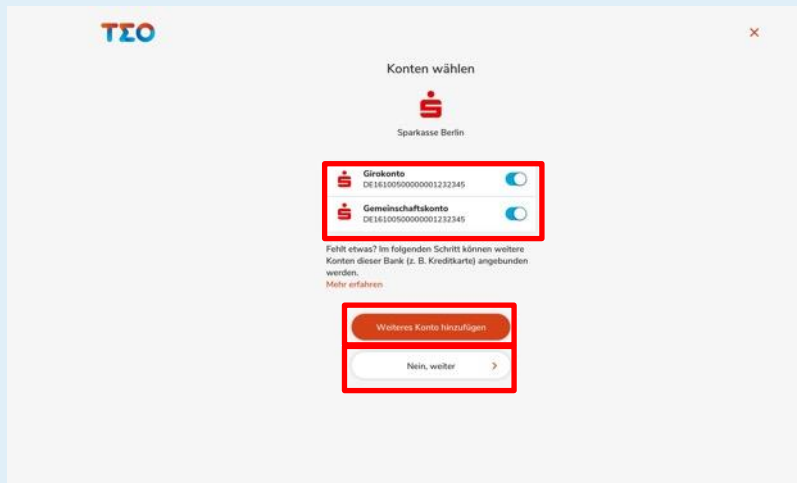 TΣO
Konten wählen
Sparkasse Berlin
Girokonto
DE16100500000001232345
Gemeinschaftskonto
DE16100500000001232345
Fehlt etwas? Im folgenden Schritt können weitere
Konten dieser Bank (z. B. Kreditkarte) angebunden
werden.
Mehr erfahren
Weiteres Konto hinzufügen
Nein, weiter